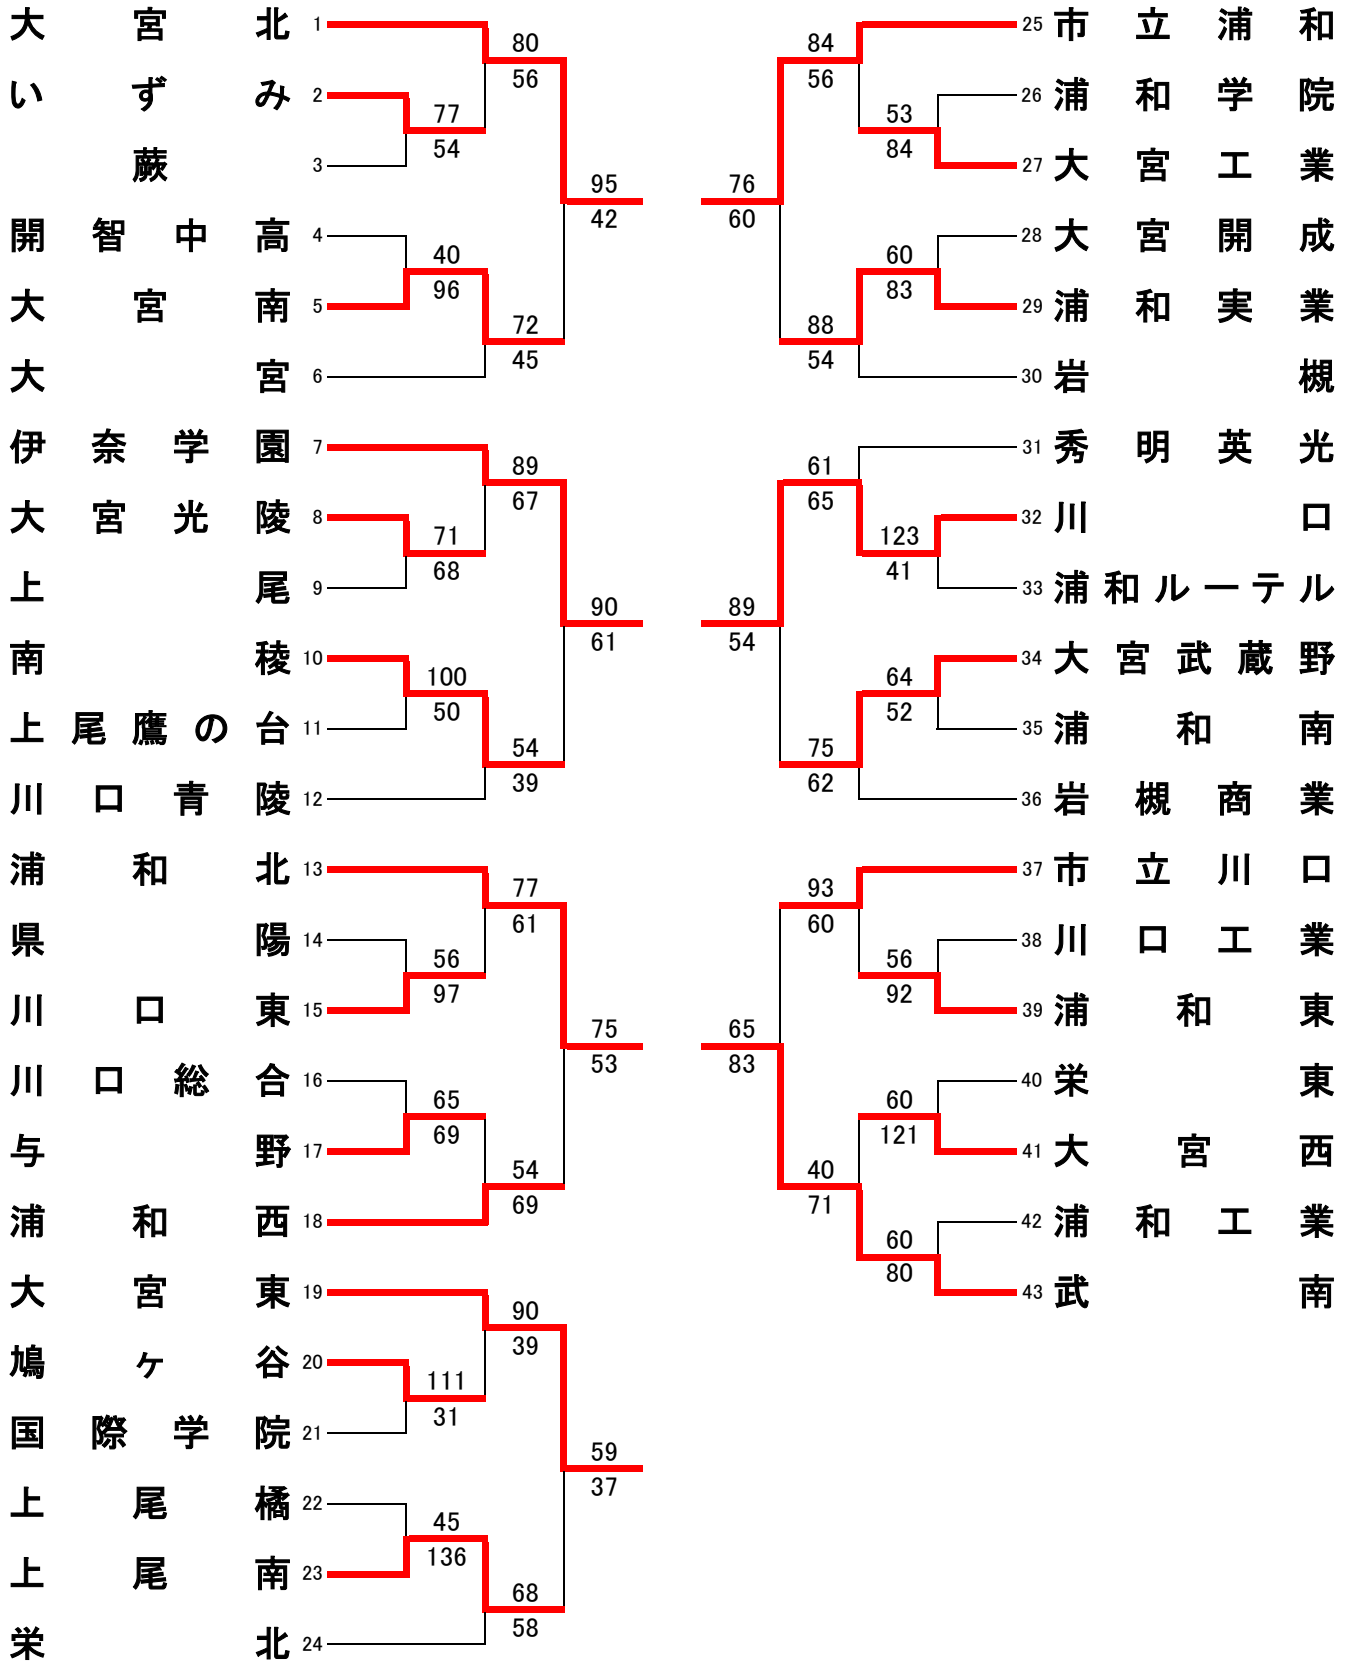 大宮北 1
いずみ 2
蕨 3
開智中高 4
大宮南 5
大宮 6
伊奈学園 7
大宮光陵 8
上尾 9
南稜 10
上尾鷹の台 11
川口青陵 12
浦和北 13
県陽 14
川口東 15
川口総合 16
与野 17
浦和西 18
大宮東 19
鳩ヶ谷 20
国際学院 21
上尾橘 22
上尾南 23
栄北 24
77
54
40
96
71
68
100
50
56
97
65
69
111
31
45
136
80
56
72
45
89
67
54
39
77
61
54
69
90
39
68
58
95
42
90
61
75
53
59
37
76
60
89
54
65
83
84
56
88
54
61
65
75
62
93
60
40
71
53
84
60
83
123
41
64
52
56
92
60
121
60
80
25 市立浦和
26 浦和学院
27 大宮工業
28 大宮開成
29 浦和実業
30 岩槻
31 秀明英光
32 川口
33 浦和ルーテル
34 大宮武蔵野
35 浦和南
36 岩槻商業
37 市立川口
38 川口工業
39 浦和東
40 栄東
41 大宮西
42 浦和工業
43 武南